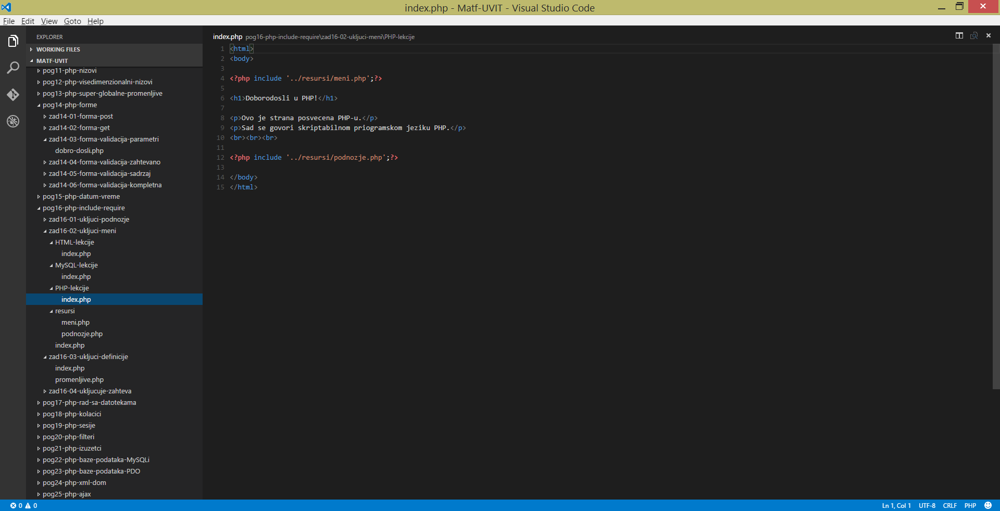 index.php - Matf-UVIT - Visual Studio Code
File Edit View Goto Help
EXPLORER
WORKING FILES
MATF-UVIT
pog11-php-nizovi
pog12-php-visedimenzionalni-nizovi
pog13-php-super-globalne-promenljive
pog14-php-forme
zad14-01-forma-post
zad14-02-forma-get
zad14-03-forma-validacija-parametri
dobro-dosli.php
zad14-04-forma-validacija-zahtevano
zad14-05-forma-validacija-sadrzaj
zad14-06-forma-validacija-kompletna
pog15-php-datum-vreme
pog16-php-include-require
zad16-01-ukljuci-podnozje
zad16-02-ukljuci-meni
HTML-lekcije
index.php
MySQL-lekcije
index.php
PHP-lekcije
index.php
resursi
meni.php
podnozje.php
index.php
zad16-03-ukljuci-definicije
index.php
promenljive.php
zad16-04-ukljucuje-zahteva
pog17-php-rad-sa-datotekama
pog18-php-kolacici
pog19-php-sesije
pog20-php-filteri
pog21-php-izuzetci
pog22-php-baze-podataka-MySQLi
pog23-php-baze-podataka-PDO
pog24-php-xml-dom
pog25-php-ajax
index.php pog16-php-include-require\zad16-02-ukljuci-meni\PHP-lekcije
1 <html>
2 <body>
3
4 <?php include '../resursi/meni.php';?>
5
6 <h1>Doborodosli u PHP!</h1>
7
8 <p>Ovo je strana posvecena PHP-u.</p>
9 <p>Sad se govori skriptabilnom priogramskom jeziku PHP.</p>
10 <br><br><br>
11
12 <?php include '../resursi/podnozje.php';?>
13
14 </body>
15 </html>
0 0
Ln 1, Col 1 UTF-8 CRLF PHP